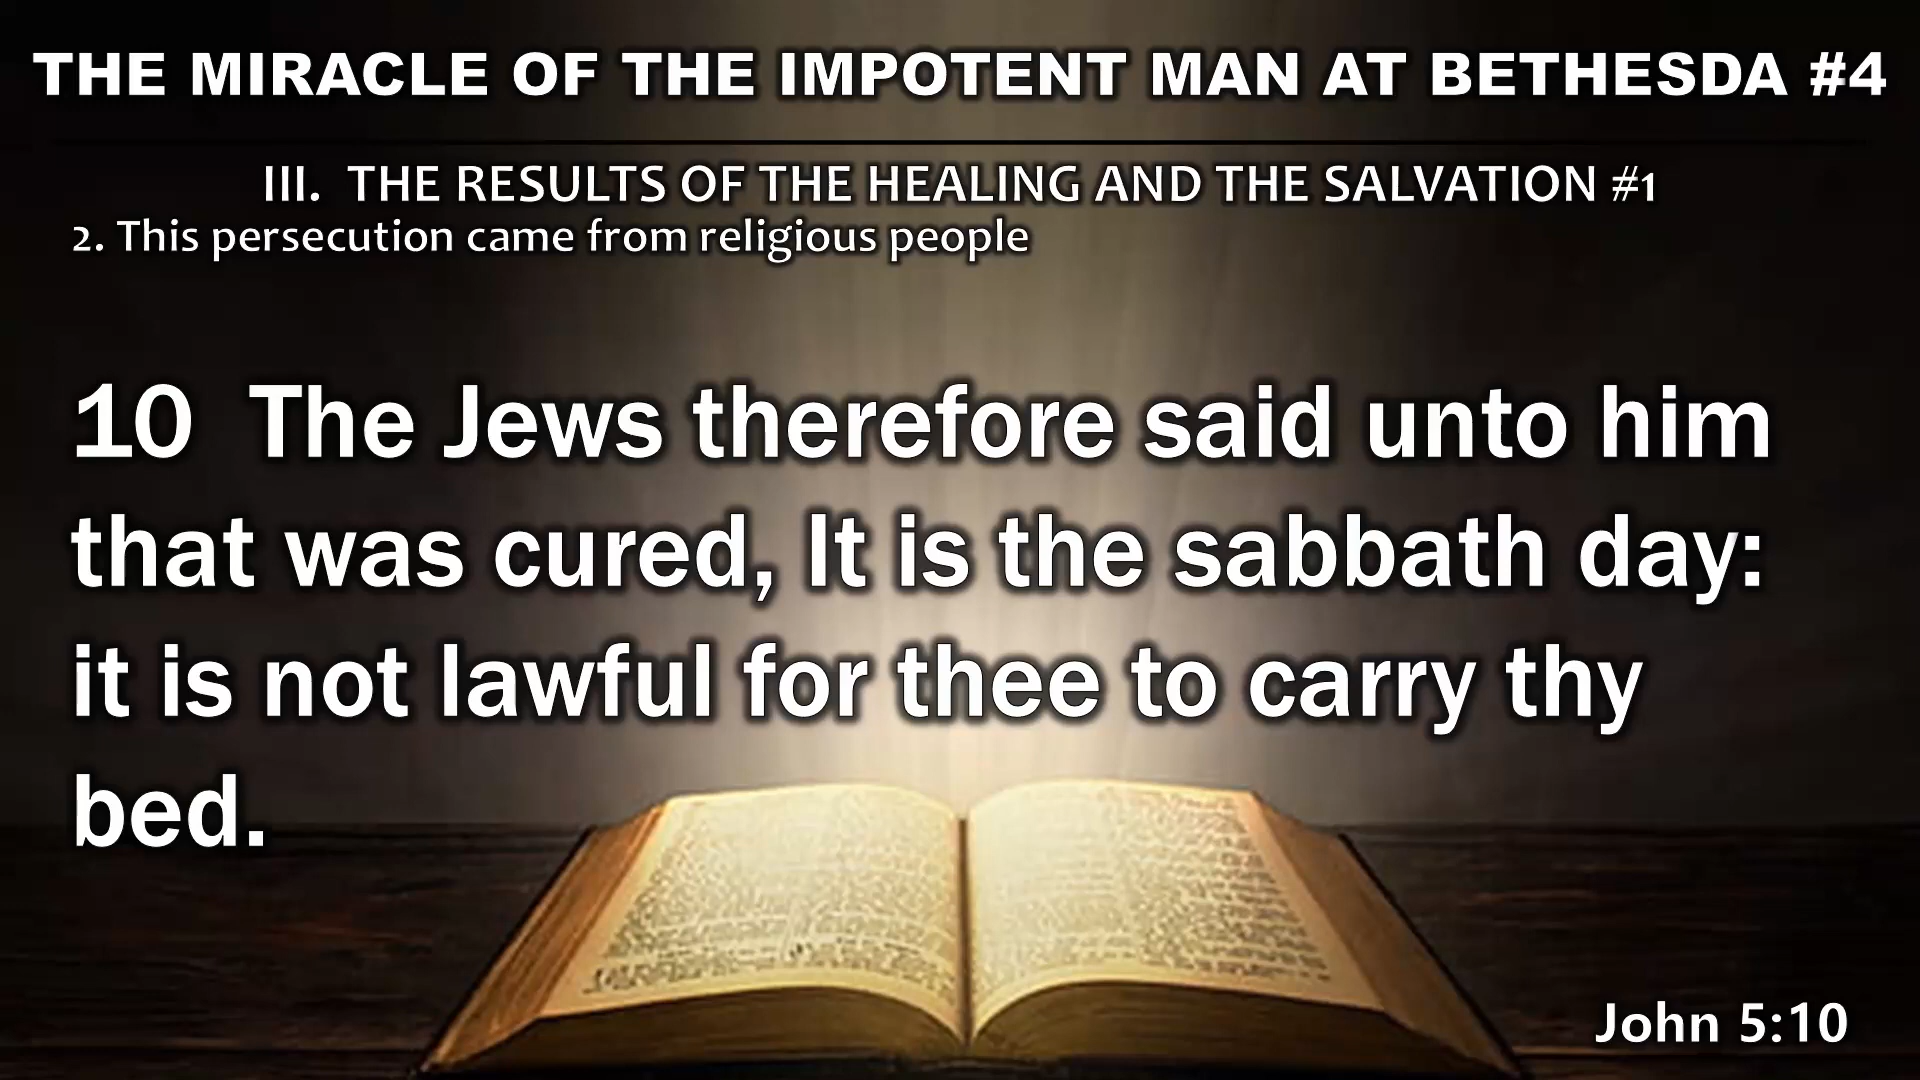 THE MIRACLE OF THE IMPOTENT MAN AT BETHESDA #4
III. THE RESULTS OF THE HEALING AND THE SALVATION #1
2. This persecution came from religious people
10 The Jews therefore said unto him
that was cured, It is the sabbath day:
it is not lawful for thee to carry thy
bed.
John 5:10